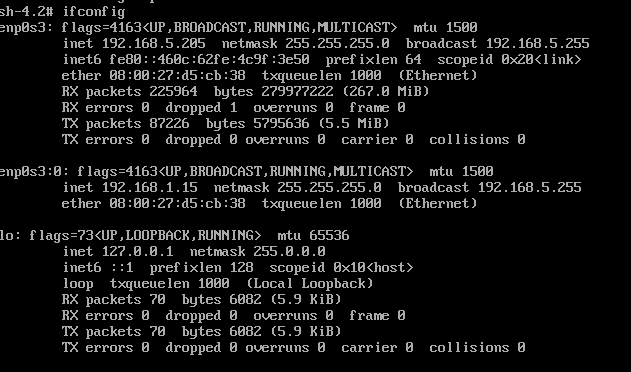 sh-4.2# ifconfig
enp0s3: flags=4163<UP,BROADCAST,RUNNING,MULTICAST>  mtu 1500
        inet 192.168.5.205  netmask 255.255.255.0  broadcast 192.168.5.255
        inet6 fe80::460c:62fe:4c9f:3e50  prefixlen 64  scopeid 0x20<link>
        ether 08:00:27:d5:cb:38  txqueuelen 1000  (Ethernet)
        RX packets 225964  bytes 279977222 (267.0 MiB)
        RX errors 0  dropped 1  overruns 0  frame 0
        TX packets 87226  bytes 5795636 (5.5 MiB)
        TX errors 0  dropped 0 overruns 0  carrier 0  collisions 0

enp0s3:0: flags=4163<UP,BROADCAST,RUNNING,MULTICAST>  mtu 1500
        inet 192.168.1.15  netmask 255.255.255.0  broadcast 192.168.5.255
        ether 08:00:27:d5:cb:38  txqueuelen 1000  (Ethernet)

lo: flags=73<UP,LOOPBACK,RUNNING>  mtu 65536
        inet 127.0.0.1  netmask 255.0.0.0
        inet6 ::1  prefixlen 128  scopeid 0x10<host>
        loop  txqueuelen 1000  (Local Loopback)
        RX packets 70  bytes 6082 (5.9 KiB)
        RX errors 0  dropped 0  overruns 0  frame 0
        TX packets 70  bytes 6082 (5.9 KiB)
        TX errors 0  dropped 0 overruns 0  carrier 0  collisions 0